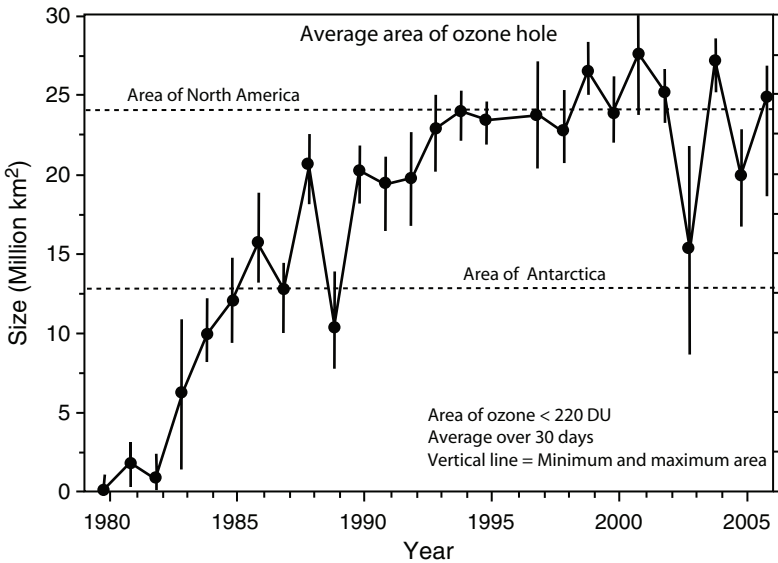 Average area of ozone hole
Size (Million km²)
30
25
20
15
10
5
0
Area of North America
Area of Antarctica
Area of ozone < 220 DU
Average over 30 days
Vertical line = Minimum and maximum area
1980 1985 1990 1995 2000 2005
Year